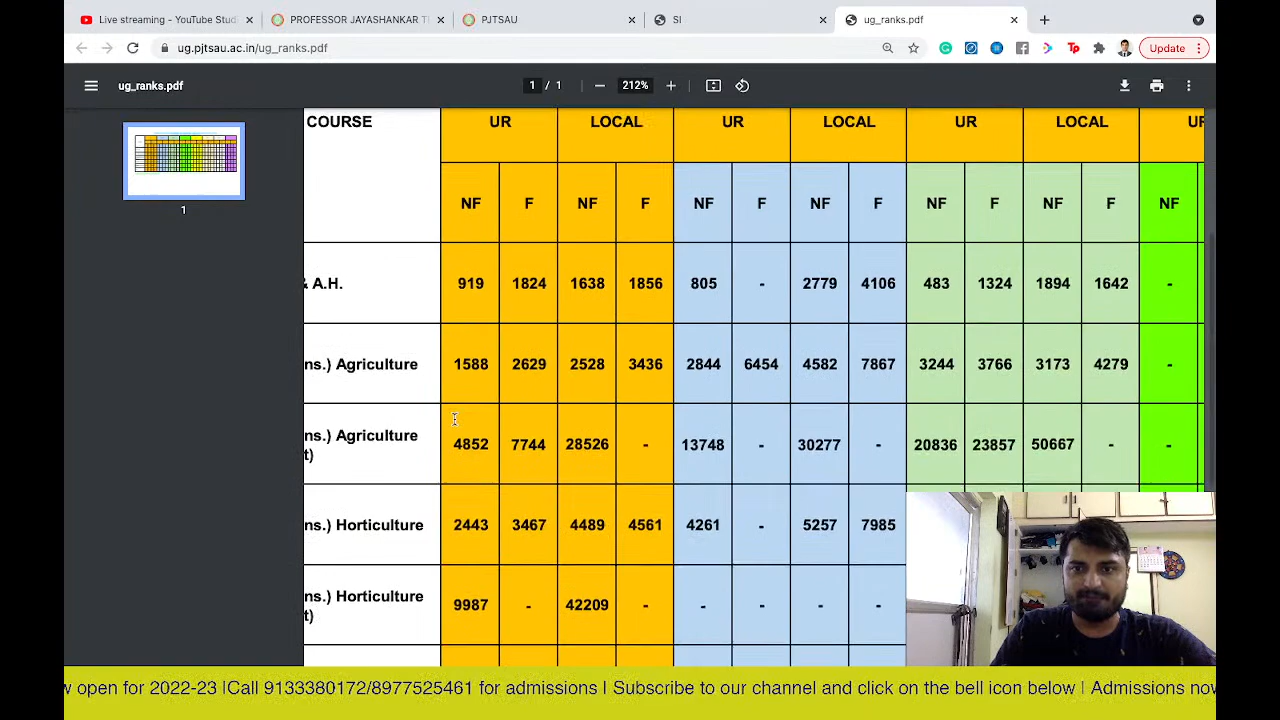 Live streaming - YouTube Stud
PROFESSOR JAYASHANKAR T
PJTSAU
SI
ug_ranks.pdf
ug.pjtsau.ac.in/ug_ranks.pdf
Update
ug_ranks.pdf
1 / 1
212%
1
COURSE UR LOCAL UR LOCAL UR LOCAL UR
NF F NF F NF F NF F NF F NF F NF
& A.H. 919 1824 1638 1856 805 - 2779 4106 483 1324 1894 1642 -
ns.) Agriculture 1588 2629 2528 3436 2844 6454 4582 7867 3244 3766 3173 4279 -
ns.) Agriculture
t) 4852 7744 28526 - 13748 - 30277 - 20836 23857 50667 - -
ns.) Horticulture 2443 3467 4489 4561 4261 - 5257 7985
ns.) Horticulture
t) 9987 - 42209 - - - - -
w open for 2022-23 |Call 9133380172/8977525461 for admissions | Subscribe to our channel and click on the bell icon below | Admissions now